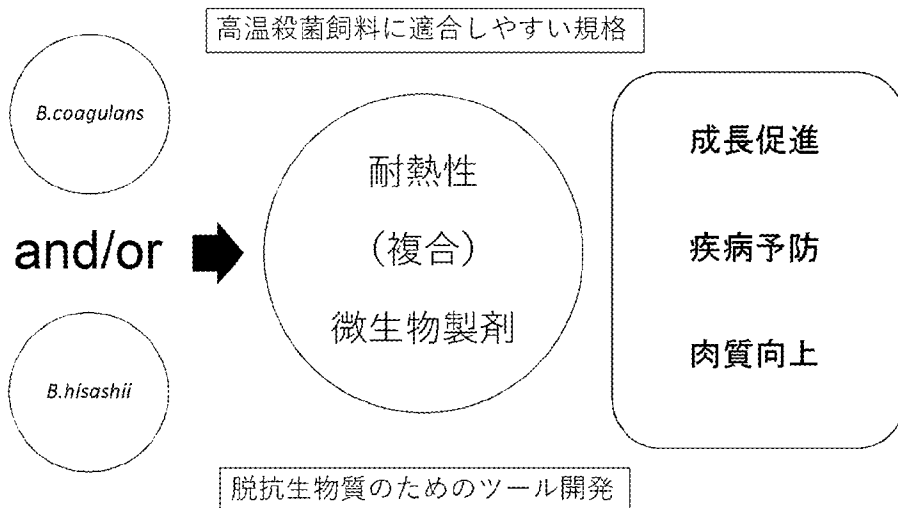 高温殺菌飼料に適合しやすい規格
B.coagulans
and/or
B.hisashii
耐熱性
（複合）
微生物製剤
成長促進
疾病予防
肉質向上
脱抗生物質のためのツール開発